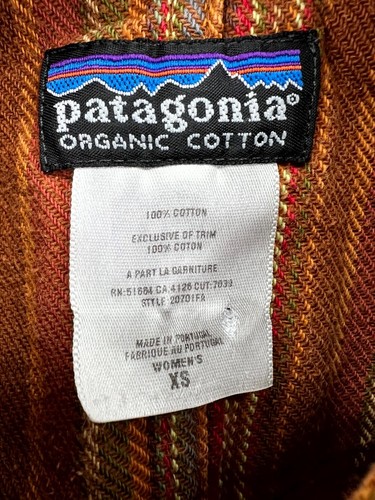 patagonia®
ORGANIC COTTON
100% COTTON
EXCLUSIVE OF TRIM
100% COTON
A PART LA GARNITURE
RN:51884 CA:4126 CUT:7039
STYLE 20701FA
MADE IN PORTUGAL
FABRIQUE AU PORTUGAL
WOMEN'S
XS